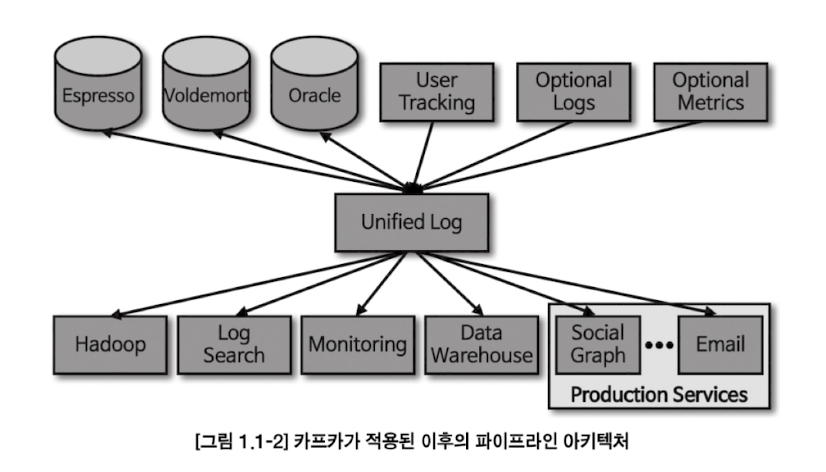 Espresso
Voldemort
Oracle
User
Tracking
Optional
Logs
Optional
Metrics
Unified Log
Hadoop
Log
Search
Monitoring
Data
Warehouse
Social
Graph
•••
Email
Production Services
[그림 1.1-2] 카프카가 적용된 이후의 파이프라인 아키텍처